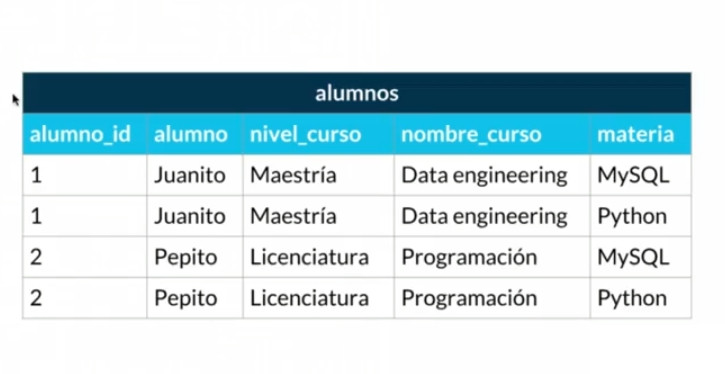 alumnos
alumno_id alumno nivel_curso nombre_curso materia
1 Juanito Maestría Data engineering MySQL
1 Juanito Maestría Data engineering Python
2 Pepito Licenciatura Programación MySQL
2 Pepito Licenciatura Programación Python